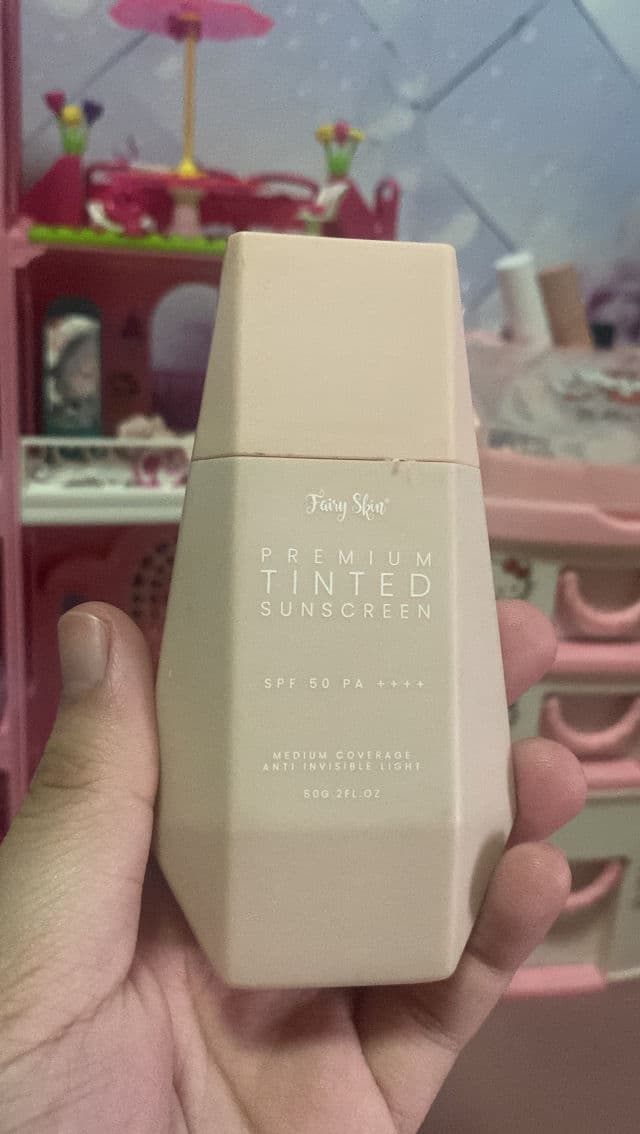 Fairy Skin®
PREMIUM
TINTED
SUNSCREEN
SPF 50 PA ++++
MEDIUM COVERAGE
ANTI INVISIBLE LIGHT
50G 2FL.OZ